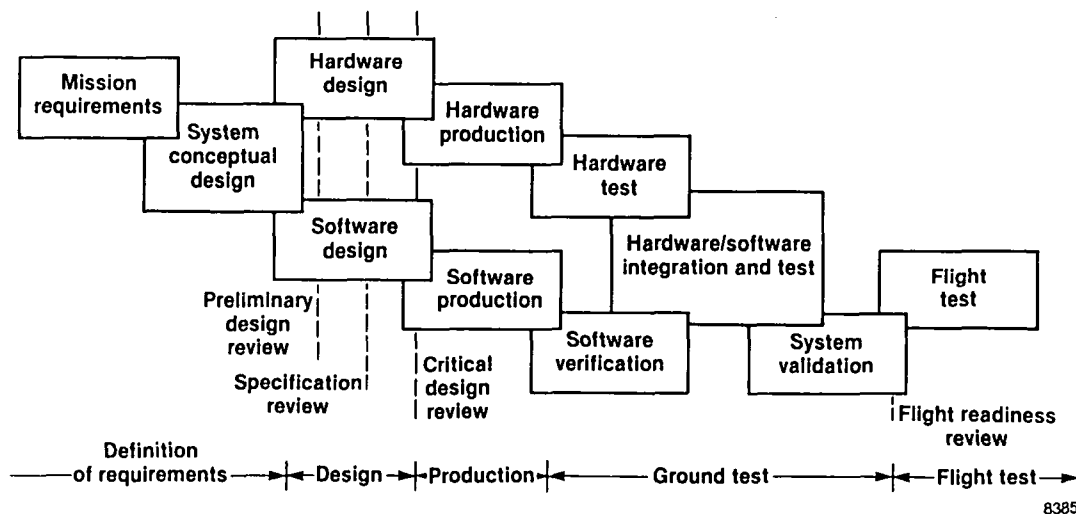 Mission
requirements
System
conceptual
design
Hardware
design
Hardware
production
Hardware
test
Software
design
Software
production
Software
verification
Hardware/software
integration and test
System
validation
Flight
test
Preliminary
design
review
Specification
review
Critical
design
review
Flight readiness
review
Definition
of requirements
Design
Production
Ground test
Flight test
8385